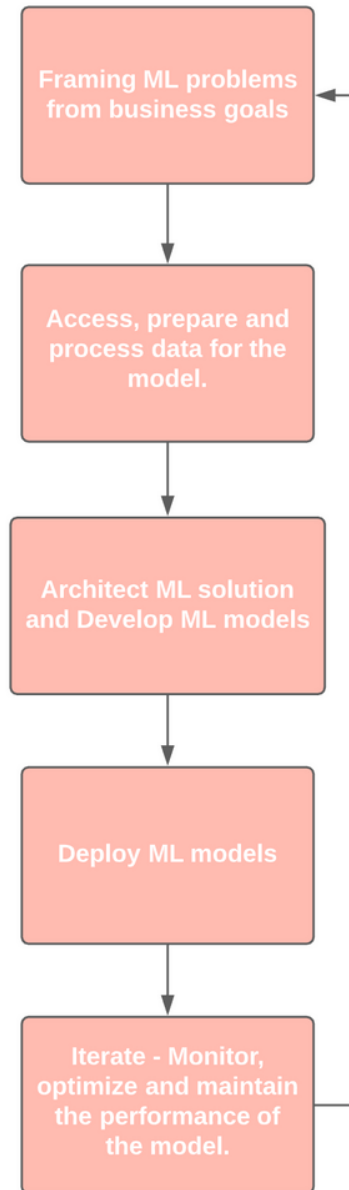 Framing ML problems
from business goals
Access, prepare and
process data for the
model.
Architect ML solution
and Develop ML models
Deploy ML models
Iterate - Monitor,
optimize and maintain
the performance of
the model.